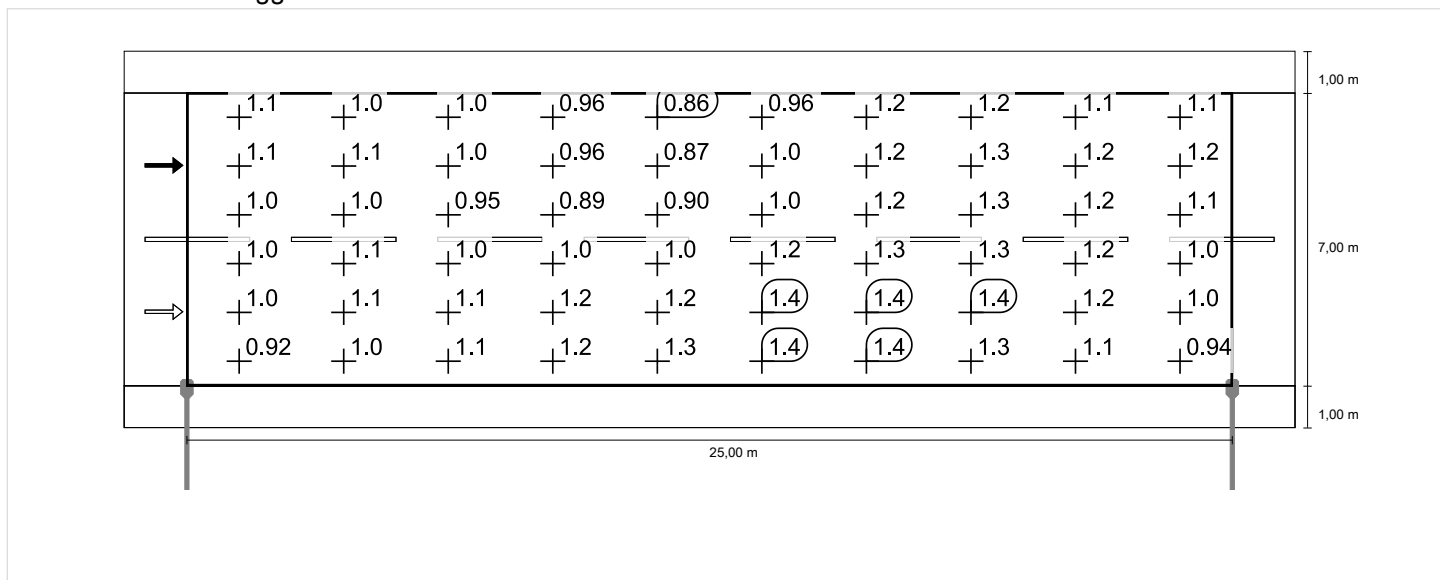 1,00 m
1.1 1.0 1.0 0.96 0.86 0.96 1.2 1.2 1.1 1.1
1.1 1.1 1.0 0.96 0.87 1.0 1.2 1.3 1.2 1.2
1.0 1.0 0.95 0.89 0.90 1.0 1.2 1.3 1.2 1.1
7,00 m
1.0 1.1 1.0 1.0 1.0 1.2 1.3 1.3 1.2 1.0
1.0 1.1 1.1 1.2 1.2 1.4 1.4 1.4 1.2 1.0
0.92 1.0 1.1 1.2 1.3 1.4 1.4 1.3 1.1 0.94
1,00 m
25,00 m